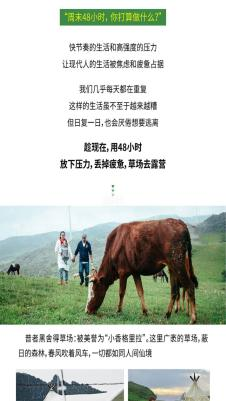 “周末48小时，你打算做什么？”
快节奏的生活和高强度的压力
让现代人的生活被焦虑和疲惫占据
我们几乎每天都在重复
这样的生活虽不至于越来越糟
但日复一日，也会厌倦想要逃离
趁现在，用48小时
放下压力，丢掉疲惫，草场去露营
普者黑舍得草场：被美誉为“小香格里拉”，这里广袤的草场，蔽
日的森林，春风吹着风车，一切都如同人间仙境